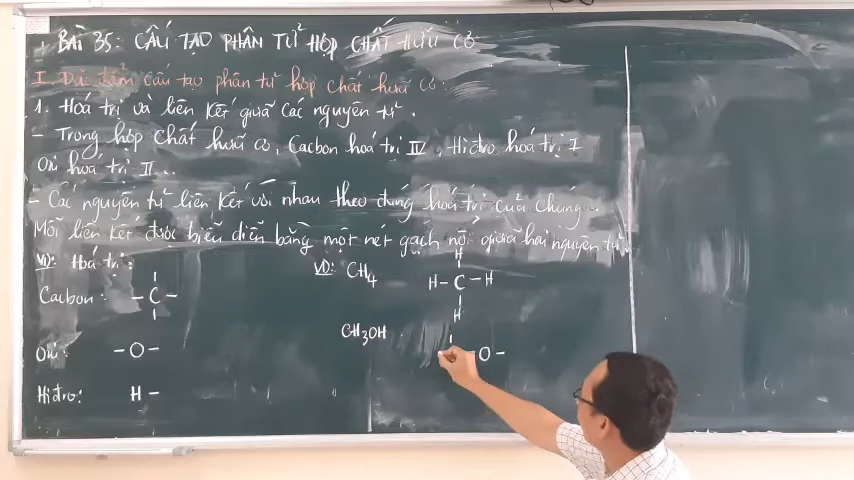 BÀI 35: CẤU TẠO PHÂN TỬ HỢP CHẤT HỮU CƠ
I. Đặc điểm cấu tạo phân tử hợp chất hữu cơ:
1. Hoá trị và liên kết giữa các nguyên tử.
- Trong hợp chất hữu cơ, Cacbon hoá trị IV, Hiđro hoá trị I
Oxi hoá trị II..
- Các nguyên tử liên kết với nhau theo đúng hoá trị của chúng.
Mỗi liên kết được biểu diễn bằng một nét gạch nối giữa hai nguyên tử.
VD: Hoá trị:
Cacbon: - C -
Oxi: - O -
Hiđro: H -
VD: CH4
H
H - C - H
H
CH3OH
O -